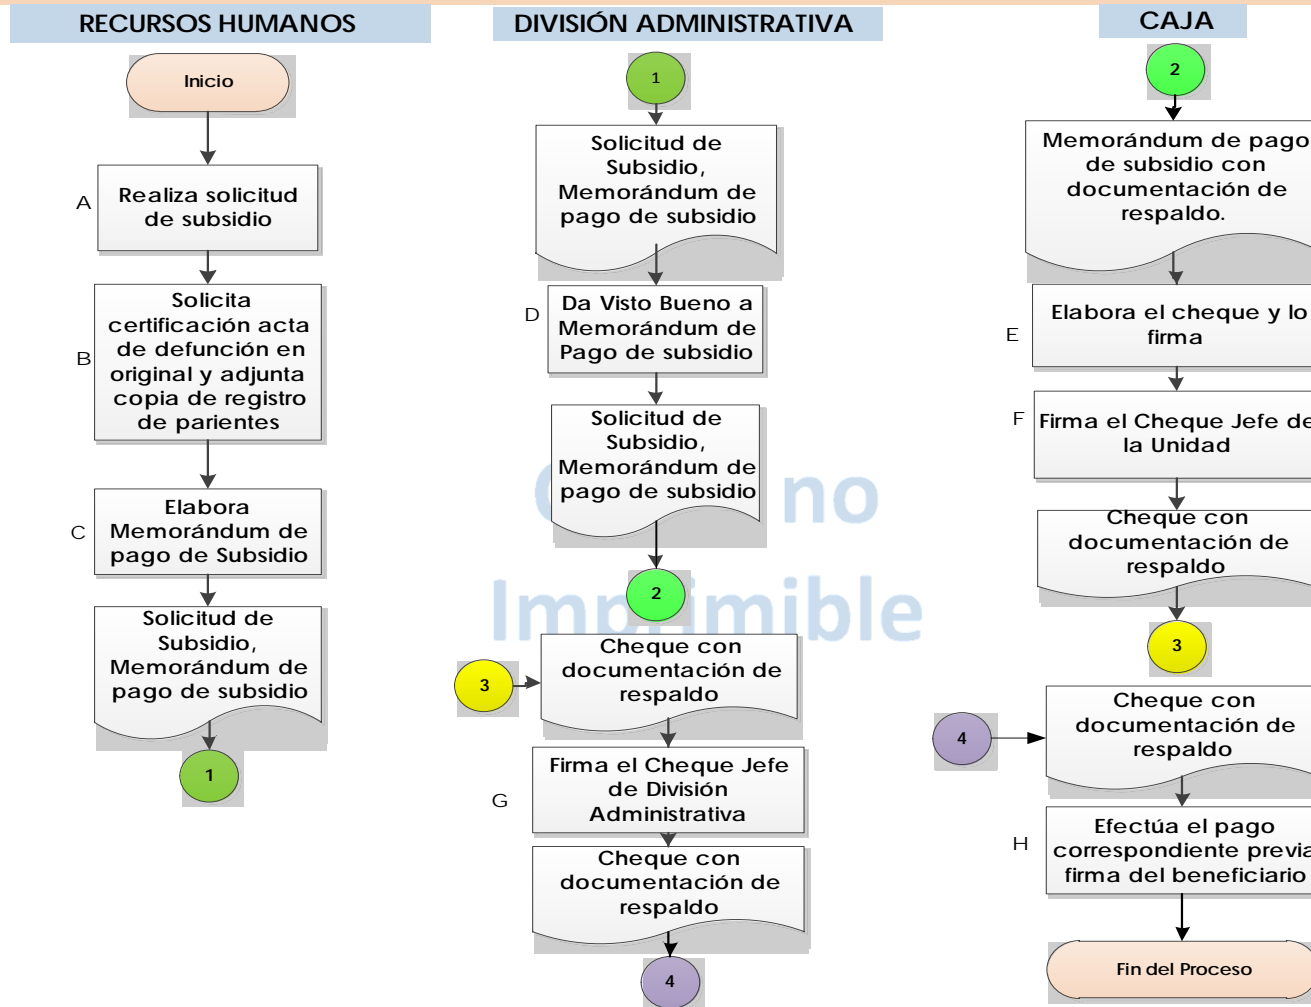 RECURSOS HUMANOS
Inicio
A
Realiza solicitud
de subsidio
B
Solicita
certificación acta
de defunción en
original y adjunta
copia de registro
de parientes
C
Elabora
Memorándum de
pago de Subsidio
Solicitud de
Subsidio,
Memorándum de
pago de subsidio
1
DIVISIÓN ADMINISTRATIVA
1
Solicitud de
Subsidio,
Memorándum de
pago de subsidio
D
Da Visto Bueno a
Memorándum de
Pago de subsidio
Solicitud de
Subsidio,
Memorándum de
pago de subsidio
no
Imprimible
2
3
Cheque con
documentación de
respaldo
G
Firma el Cheque Jefe
de División
Administrativa
Cheque con
documentación de
respaldo
4
CAJA
2
Memorándum de pago
de subsidio con
documentación de
respaldo.
E
Elabora el cheque y lo
firma
F
Firma el Cheque Jefe de
la Unidad
Cheque con
documentación de
respaldo
3
4
Cheque con
documentación de
respaldo
H
Efectúa el pago
correspondiente previa
firma del beneficiario
Fin del Proceso